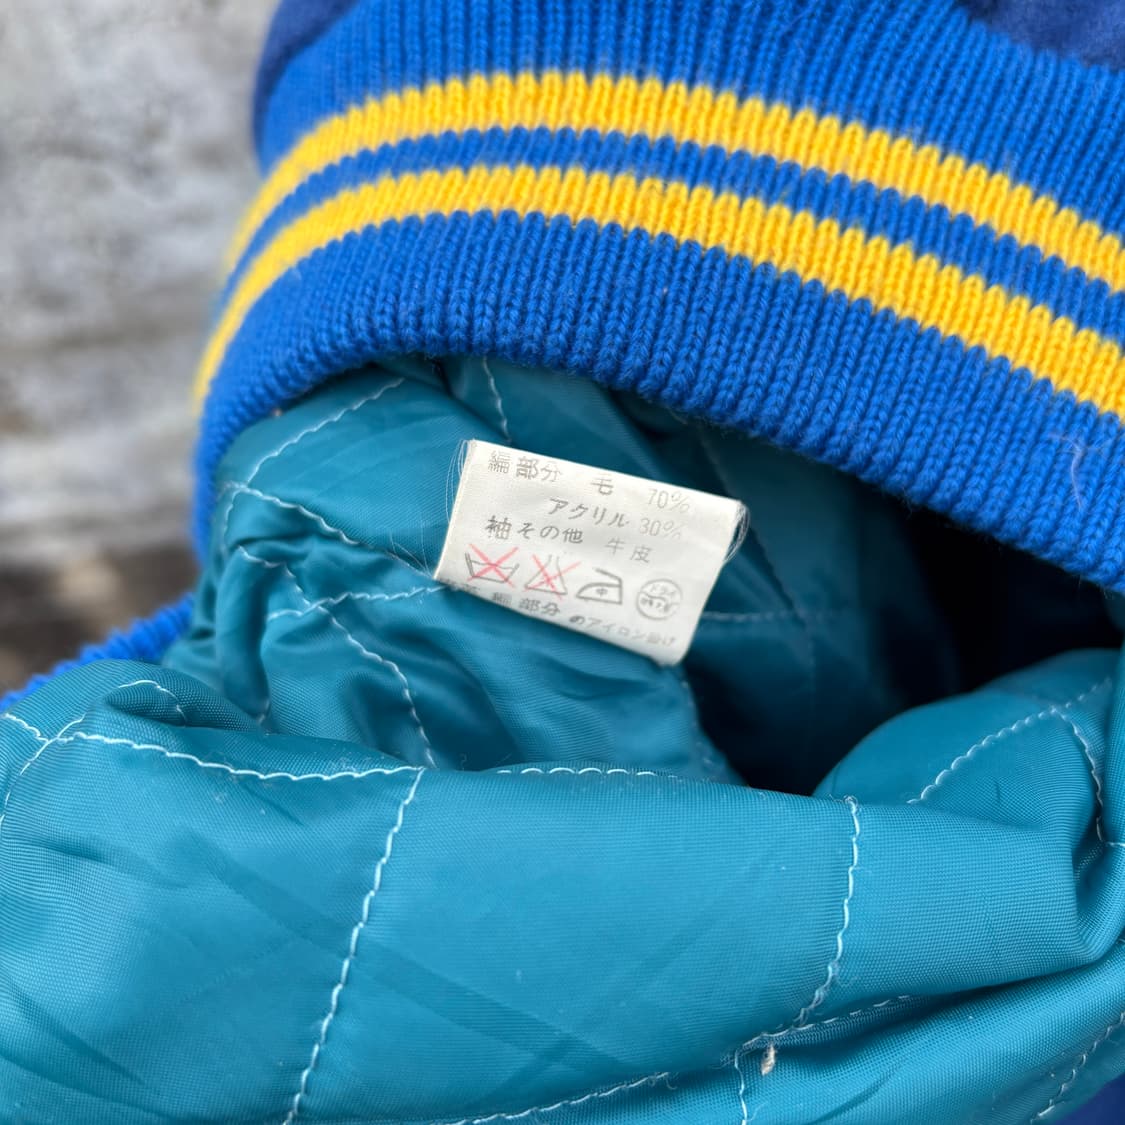 編部分 毛 70%
アクリル 30%
袖その他 牛皮
中
編部分のアイロン掛け